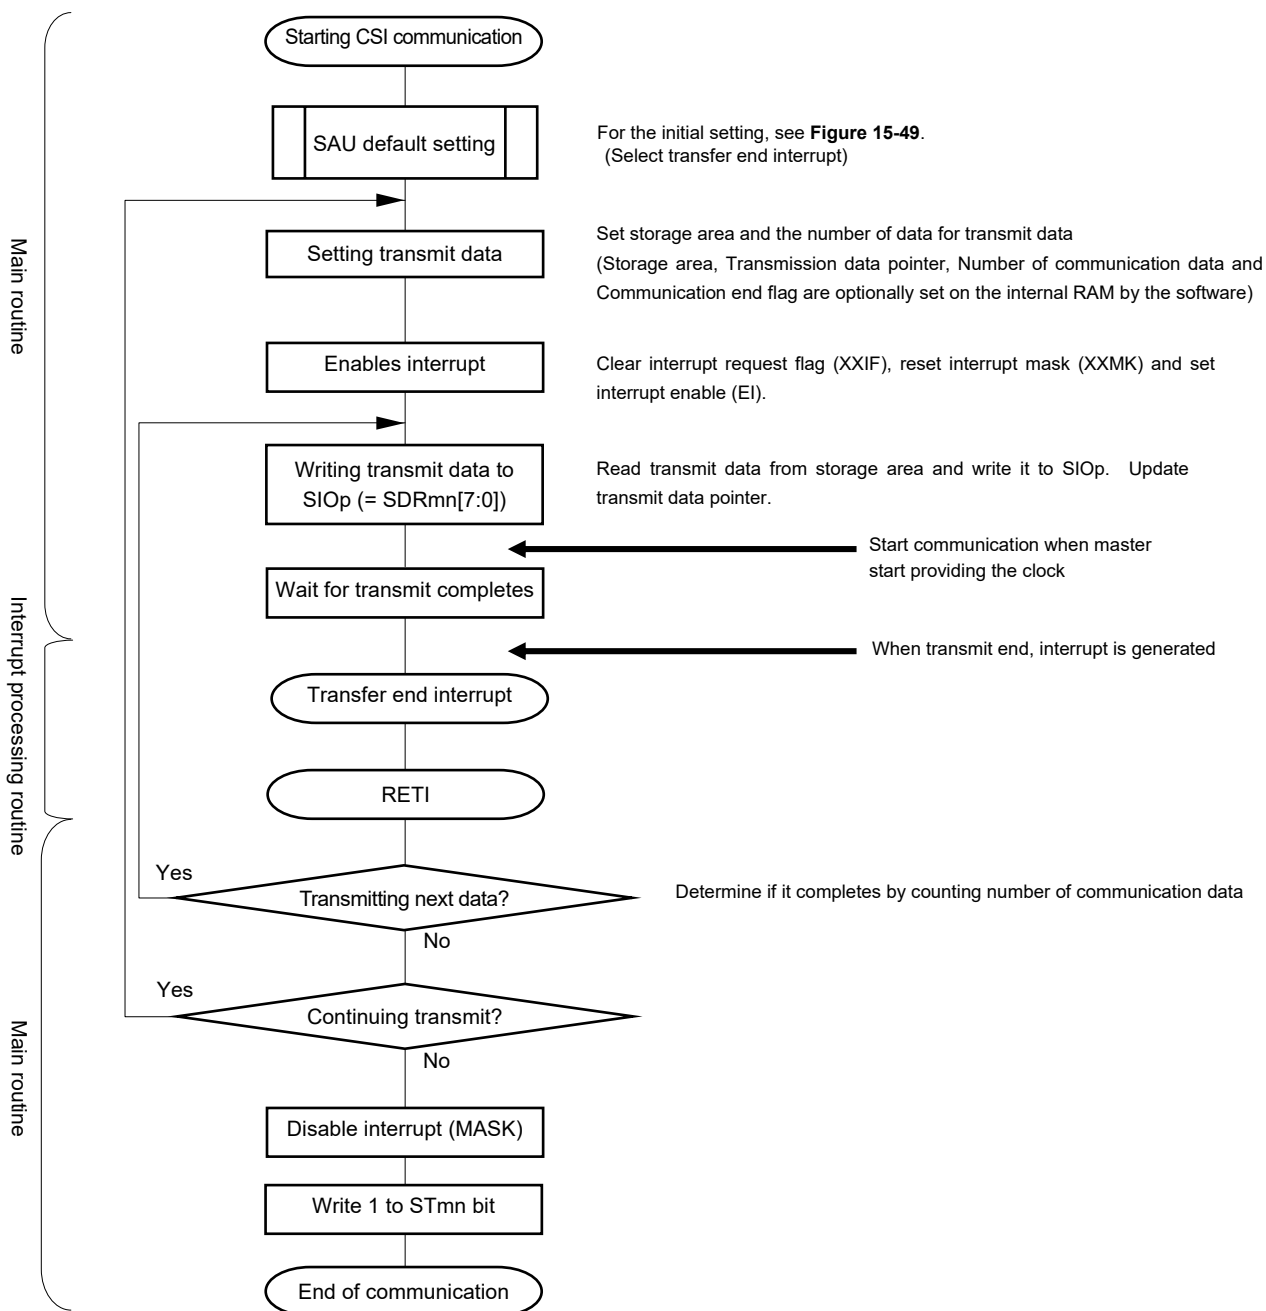 Starting CSI communication
SAU default setting
For the initial setting, see Figure 15-49.
(Select transfer end interrupt)
Main routine
Setting transmit data
Set storage area and the number of data for transmit data
(Storage area, Transmission data pointer, Number of communication data and
Communication end flag are optionally set on the internal RAM by the software)
Enables interrupt
Clear interrupt request flag (XXIF), reset interrupt mask (XXMK) and set
interrupt enable (EI).
Writing transmit data to
SIOp (= SDRmn[7:0])
Read transmit data from storage area and write it to SIOp. Update
transmit data pointer.
Start communication when master
start providing the clock
Wait for transmit completes
Interrupt processing routine
When transmit end, interrupt is generated
Transfer end interrupt
RETI
Yes
Transmitting next data?
Determine if it completes by counting number of communication data
No
Yes
Continuing transmit?
No
Main routine
Disable interrupt (MASK)
Write 1 to STmn bit
End of communication